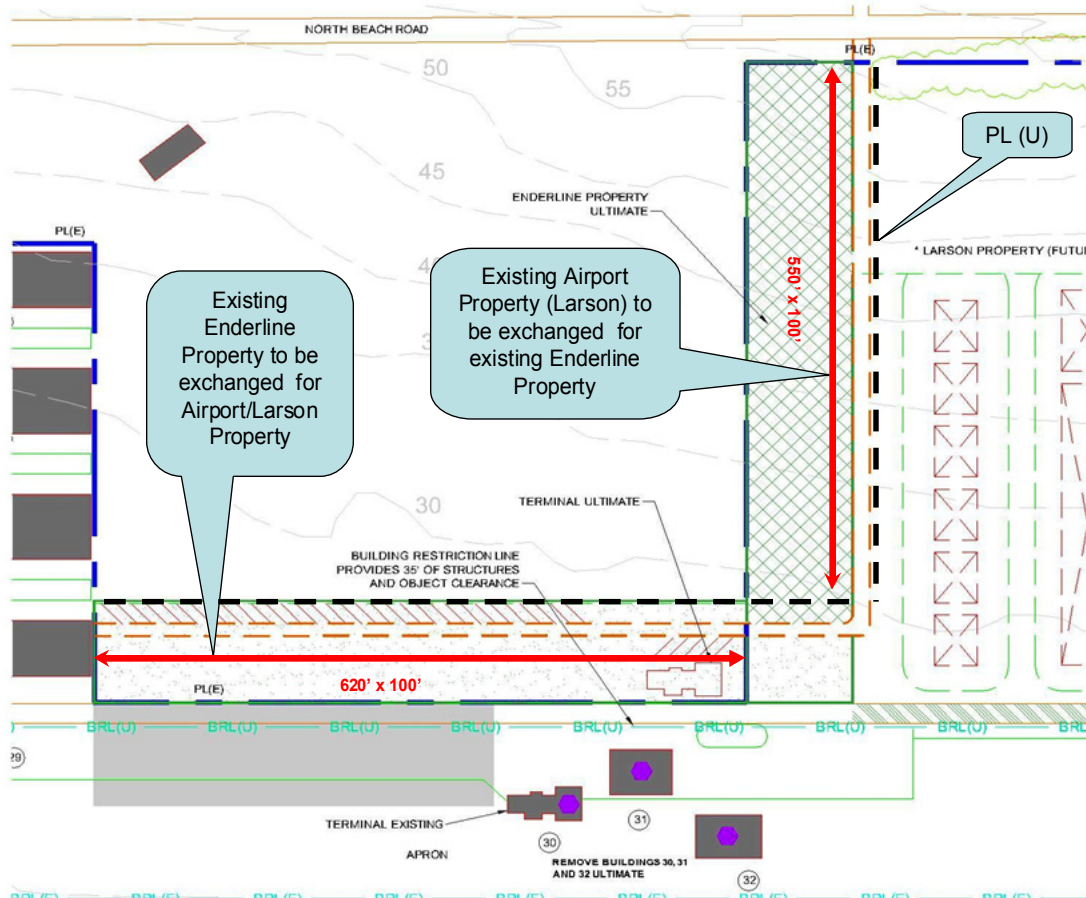 NORTH BEACH ROAD
PL(E)
50
55
PL (U)
45
ENDERLINE PROPERTY
ULTIMATE
PL(E)
* LARSON PROPERTY (FUTU
Existing
Enderline
Property to be
exchanged for
Airport/Larson
Property
Existing Airport
Property (Larson) to
be exchanged for
existing Enderline
Property
550' x 100'
30
TERMINAL ULTIMATE
BUILDING RESTRICTION LINE
PROVIDES 35' OF STRUCTURES
AND OBJECT CLEARANCE
PL(E)
620' x 100'
BRL(U) BRL(U) BRL(U) BRL(U) BRL(U) BRL(U) BRL(U) BRL(U) BRL(U)
29
31
TERMINAL EXISTING
30
APRON
REMOVE BUILDINGS 30, 31
AND 32 ULTIMATE
32